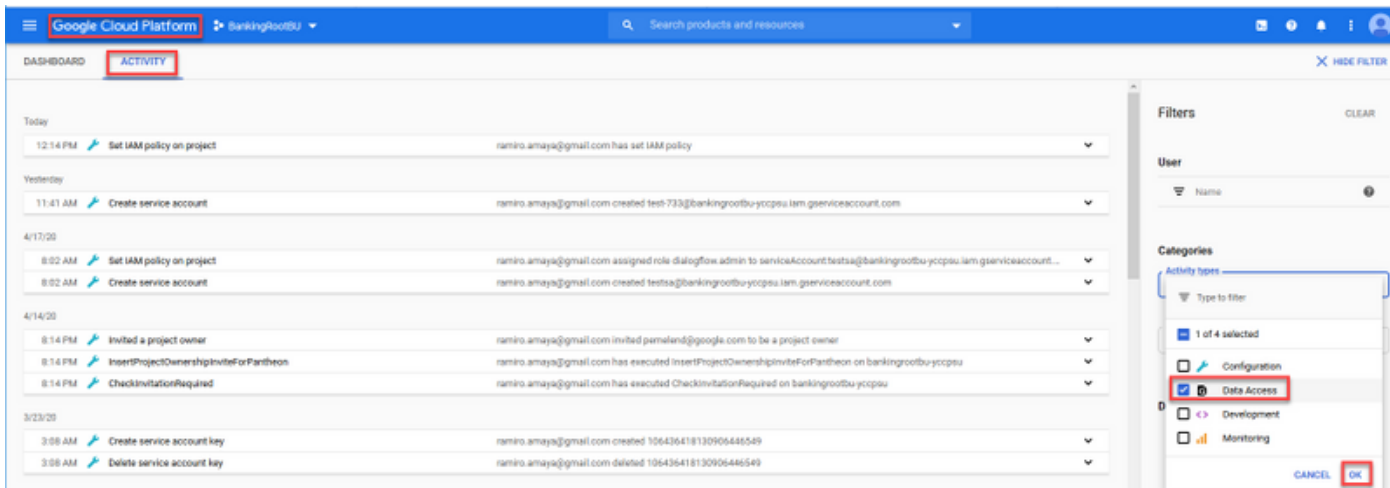 Google Cloud Platform BankingRootBU Search products and resources
DASHBOARD ACTIVITY HIDE FILTER
Today
12:14 PM Set IAM policy on project ramiro.amaya@gmail.com has set IAM policy
Yesterday
11:41 AM Create service account ramiro.amaya@gmail.com created test-733@bankingrootbu-yccpsu.iam.gserviceaccount.com
4/17/20
8:02 AM Set IAM policy on project ramiro.amaya@gmail.com assigned role dialogflow.admin to serviceAccount:testsa@bankingrootbu-yccpsu.iam.gserviceaccount....
8:02 AM Create service account ramiro.amaya@gmail.com created testsa@bankingrootbu-yccpsu.iam.gserviceaccount.com
4/14/20
8:14 PM Invited a project owner ramiro.amaya@gmail.com invited pemelend@google.com to be a project owner
8:14 PM InsertProjectOwnershipInviteForPantheon ramiro.amaya@gmail.com has executed InsertProjectOwnershipInviteForPantheon on bankingrootbu-yccpsu
8:14 PM CheckInvitationRequired ramiro.amaya@gmail.com has executed CheckInvitationRequired on bankingrootbu-yccpsu
3/23/20
3:08 AM Create service account key ramiro.amaya@gmail.com created 106436418130906446549
3:08 AM Delete service account key ramiro.amaya@gmail.com deleted 106436418130906446549
Filters CLEAR
User
Name
Categories
Activity types
Type to filter
1 of 4 selected
Configuration
Data Access
D
Development
Monitoring
CANCEL OK